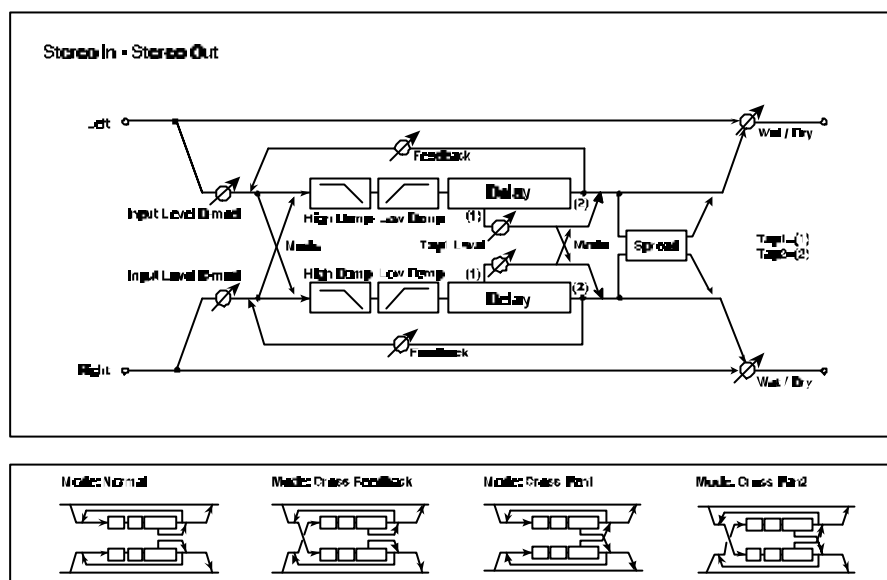 Stereo In - Stereo Out
Left
Wet / Dry
Feedback
Delay
Input Level D-mod
High Damp Low Damp
(1)
(2)
Mode
Tap1 Level
Mode
Spread
Tap1=(1)
Tap2=(2)
Input Level D-mod
High Damp Low Damp
(1)
(2)
Delay
Feedback
Right
Wet / Dry
Mode: Normal
Mode: Cross Feedback
Mode: Cross Pan1
Mode: Cross Pan2